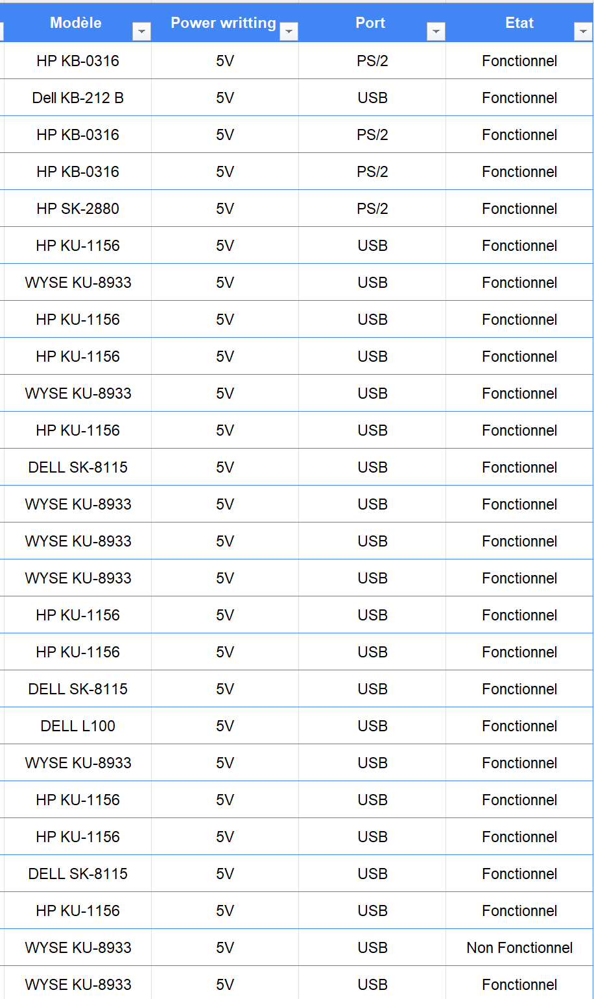 Modèle Power writting Port Etat
HP KB-0316 5V PS/2 Fonctionnel
Dell KB-212 B 5V USB Fonctionnel
HP KB-0316 5V PS/2 Fonctionnel
HP KB-0316 5V PS/2 Fonctionnel
HP SK-2880 5V PS/2 Fonctionnel
HP KU-1156 5V USB Fonctionnel
WYSE KU-8933 5V USB Fonctionnel
HP KU-1156 5V USB Fonctionnel
HP KU-1156 5V USB Fonctionnel
WYSE KU-8933 5V USB Fonctionnel
HP KU-1156 5V USB Fonctionnel
DELL SK-8115 5V USB Fonctionnel
WYSE KU-8933 5V USB Fonctionnel
WYSE KU-8933 5V USB Fonctionnel
WYSE KU-8933 5V USB Fonctionnel
HP KU-1156 5V USB Fonctionnel
HP KU-1156 5V USB Fonctionnel
DELL SK-8115 5V USB Fonctionnel
DELL L100 5V USB Fonctionnel
WYSE KU-8933 5V USB Fonctionnel
HP KU-1156 5V USB Fonctionnel
HP KU-1156 5V USB Fonctionnel
DELL SK-8115 5V USB Fonctionnel
HP KU-1156 5V USB Fonctionnel
WYSE KU-8933 5V USB Non Fonctionnel
WYSE KU-8933 5V USB Fonctionnel